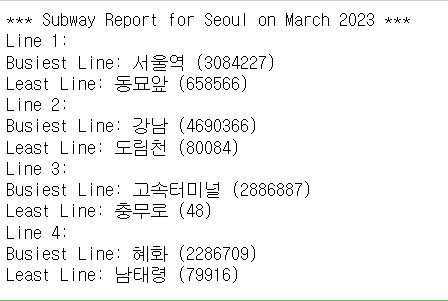 *** Subway Report for Seoul on March 2023 ***
Line 1:
Busiest Line: 서울역 (3084227)
Least Line: 동묘앞 (658566)
Line 2:
Busiest Line: 강남 (4690366)
Least Line: 도림천 (80084)
Line 3:
Busiest Line: 고속터미널 (2886887)
Least Line: 충무로 (48)
Line 4:
Busiest Line: 혜화 (2286709)
Least Line: 남태령 (79916)